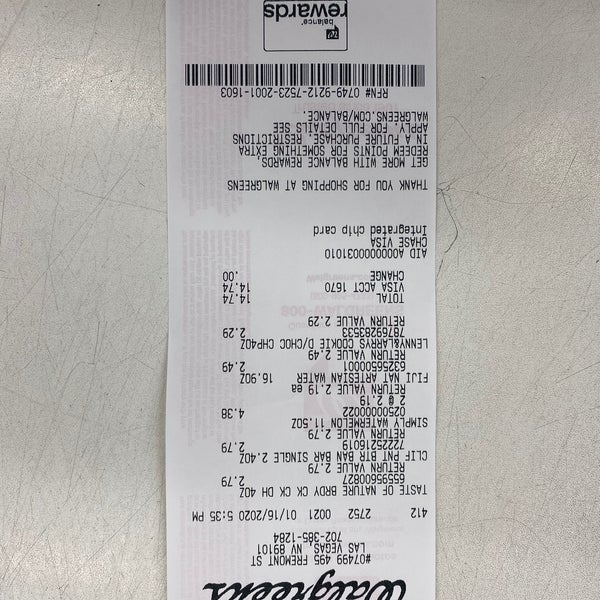 Walgreens
#07499 495 FREMONT ST
LAS VEGAS, NV 89101
702-385-1284
412 2752 0021 01/16/2020 5:35 PM
TASTE OF NATURE BRDY CK CK DH 4OZ
65595600827 2.79
RETURN VALUE 2.79
CLIF PNT BTR BAN BAR SINGLE 2.4OZ
72225216019 2.79
RETURN VALUE 2.79
SIMPLY WATERMELON 11.5OZ
02500000022 4.38
2 @ 2.19
RETURN VALUE 2.19 ea
FIJI NAT ARTESIAN WATER 16.9OZ
63256500001 2.49
RETURN VALUE 2.49
LENNY&LARRYS COOKIE D/CHOC CHP4OZ
78769283533 2.29
RETURN VALUE 2.29
TOTAL 14.74
VISA ACCT 1670 14.74
CHANGE .00
AID A0000000031010
CHASE VISA
Integrated chip card
THANK YOU FOR SHOPPING AT WALGREENS
GET MORE WITH BALANCE REWARDS,
REDEEM POINTS FOR SOMETHING EXTRA
IN A FUTURE PURCHASE. RESTRICTIONS
APPLY. FOR FULL DETAILS SEE
WALGREENS.COM/BALANCE.
RFN# 0749-9212-7523-2001-1603
balance®
rewards